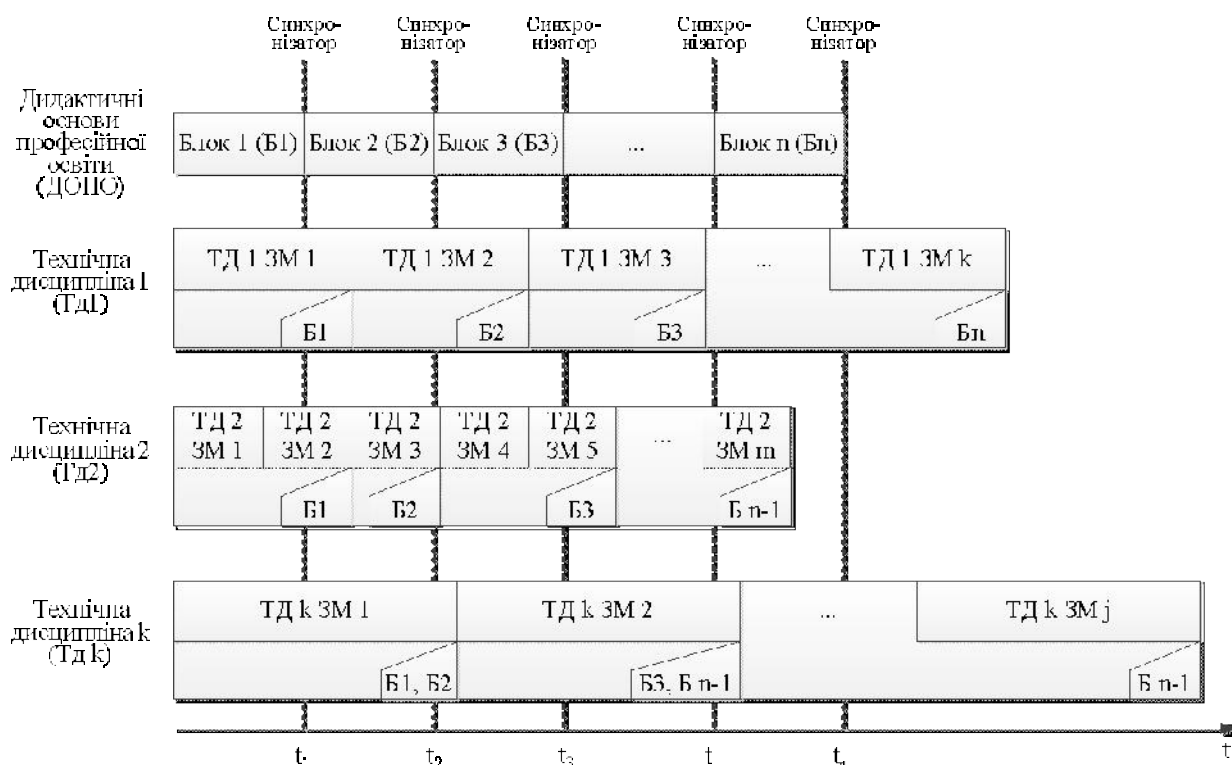 Синхро- Синхро- Синхро- Синхро- Синхро-
нізатор нізатор нізатор нізатор нізатор
Дидактичні
основи
професійної
освіти
(ДОПО)
Блок 1 (Б1) Блок 2 (Б2) Блок 3 (Б3) ... Блок n (Бn)
Технічна
дисципліна 1
(Тд1)
ТД 1 ЗМ 1 ТД 1 ЗМ 2 ТД 1 ЗМ 3 ... ТД 1 ЗМ k
Б1 Б2 Б3 Бn
Технічна
дисципліна 2
(Тд2)
ТД 2 ТД 2 ТД 2 ТД 2 ТД 2 ... ТД 2
ЗМ 1 ЗМ 2 ЗМ 3 ЗМ 4 ЗМ 5 ЗМ m
Б1 Б2 Б3 Б n-1
Технічна
дисципліна k
(Тд k)
ТД k ЗМ 1 ТД k ЗМ 2 ... ТД k ЗМ j
Б1, Б2 Б3, Б n-1 Б n-1
t₂ t₃ t t